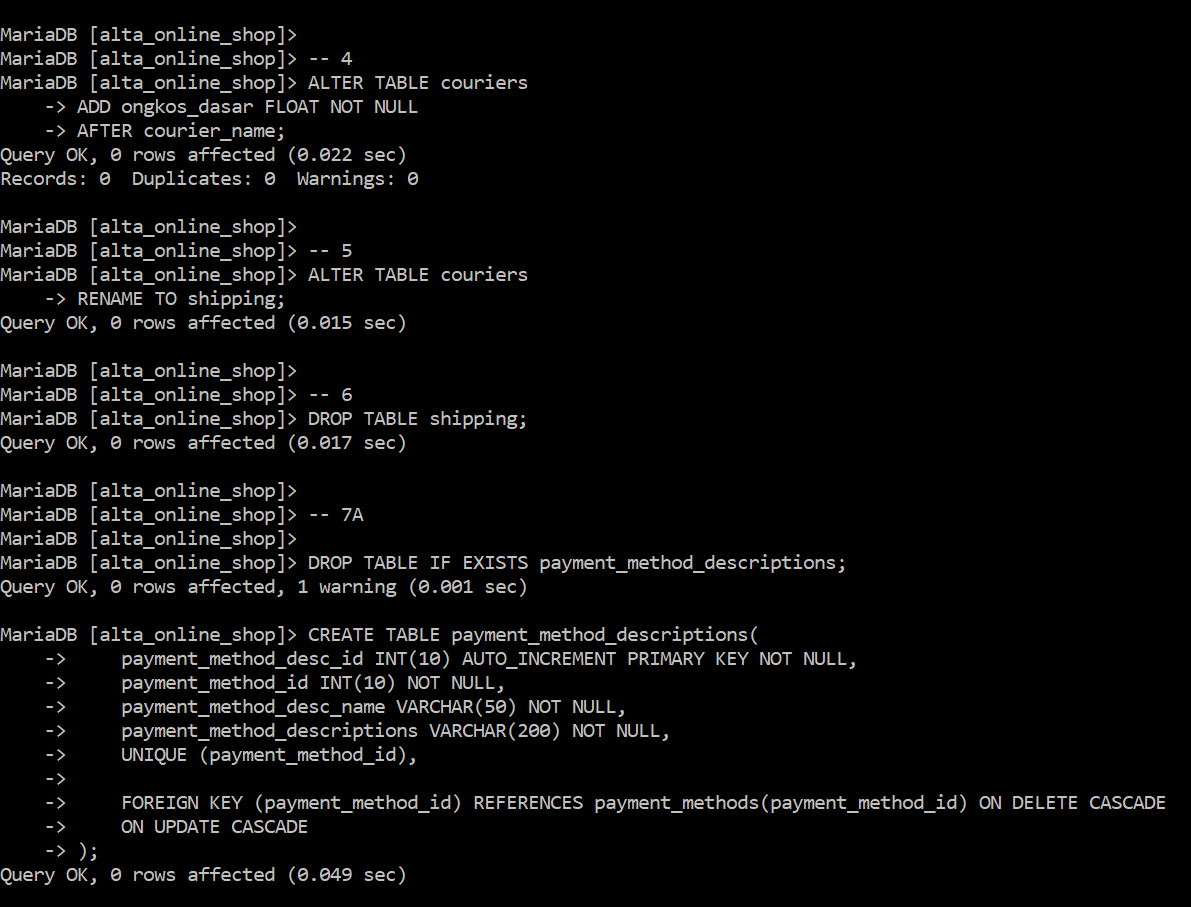 MariaDB [alta_online_shop]>
MariaDB [alta_online_shop]> -- 4
MariaDB [alta_online_shop]> ALTER TABLE couriers
    -> ADD ongkos_dasar FLOAT NOT NULL
    -> AFTER courier_name;
Query OK, 0 rows affected (0.022 sec)
Records: 0  Duplicates: 0  Warnings: 0
MariaDB [alta_online_shop]>
MariaDB [alta_online_shop]> -- 5
MariaDB [alta_online_shop]> ALTER TABLE couriers
    -> RENAME TO shipping;
Query OK, 0 rows affected (0.015 sec)
MariaDB [alta_online_shop]>
MariaDB [alta_online_shop]> -- 6
MariaDB [alta_online_shop]> DROP TABLE shipping;
Query OK, 0 rows affected (0.017 sec)
MariaDB [alta_online_shop]>
MariaDB [alta_online_shop]> -- 7A
MariaDB [alta_online_shop]>
MariaDB [alta_online_shop]> DROP TABLE IF EXISTS payment_method_descriptions;
Query OK, 0 rows affected, 1 warning (0.001 sec)
MariaDB [alta_online_shop]> CREATE TABLE payment_method_descriptions(
    ->     payment_method_desc_id INT(10) AUTO_INCREMENT PRIMARY KEY NOT NULL,
    ->     payment_method_id INT(10) NOT NULL,
    ->     payment_method_desc_name VARCHAR(50) NOT NULL,
    ->     payment_method_descriptions VARCHAR(200) NOT NULL,
    ->     UNIQUE (payment_method_id),
    ->
    ->     FOREIGN KEY (payment_method_id) REFERENCES payment_methods(payment_method_id) ON DELETE CASCADE
    ->     ON UPDATE CASCADE
    -> );
Query OK, 0 rows affected (0.049 sec)